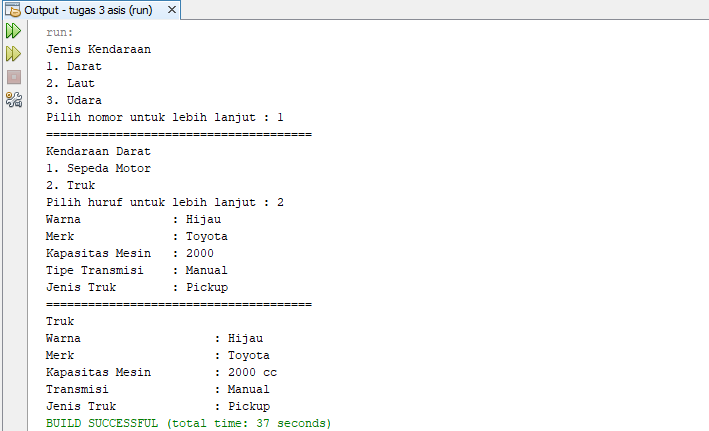 Output - tugas 3 asis (run)
run:
Jenis Kendaraan
1. Darat
2. Laut
3. Udara
Pilih nomor untuk lebih lanjut : 1
======================================
Kendaraan Darat
1. Sepeda Motor
2. Truk
Pilih huruf untuk lebih lanjut : 2
Warna             : Hijau
Merk              : Toyota
Kapasitas Mesin   : 2000
Tipe Transmisi    : Manual
Jenis Truk        : Pickup
======================================
Truk
Warna                   : Hijau
Merk                    : Toyota
Kapasitas Mesin         : 2000 cc
Transmisi               : Manual
Jenis Truk              : Pickup
BUILD SUCCESSFUL (total time: 37 seconds)